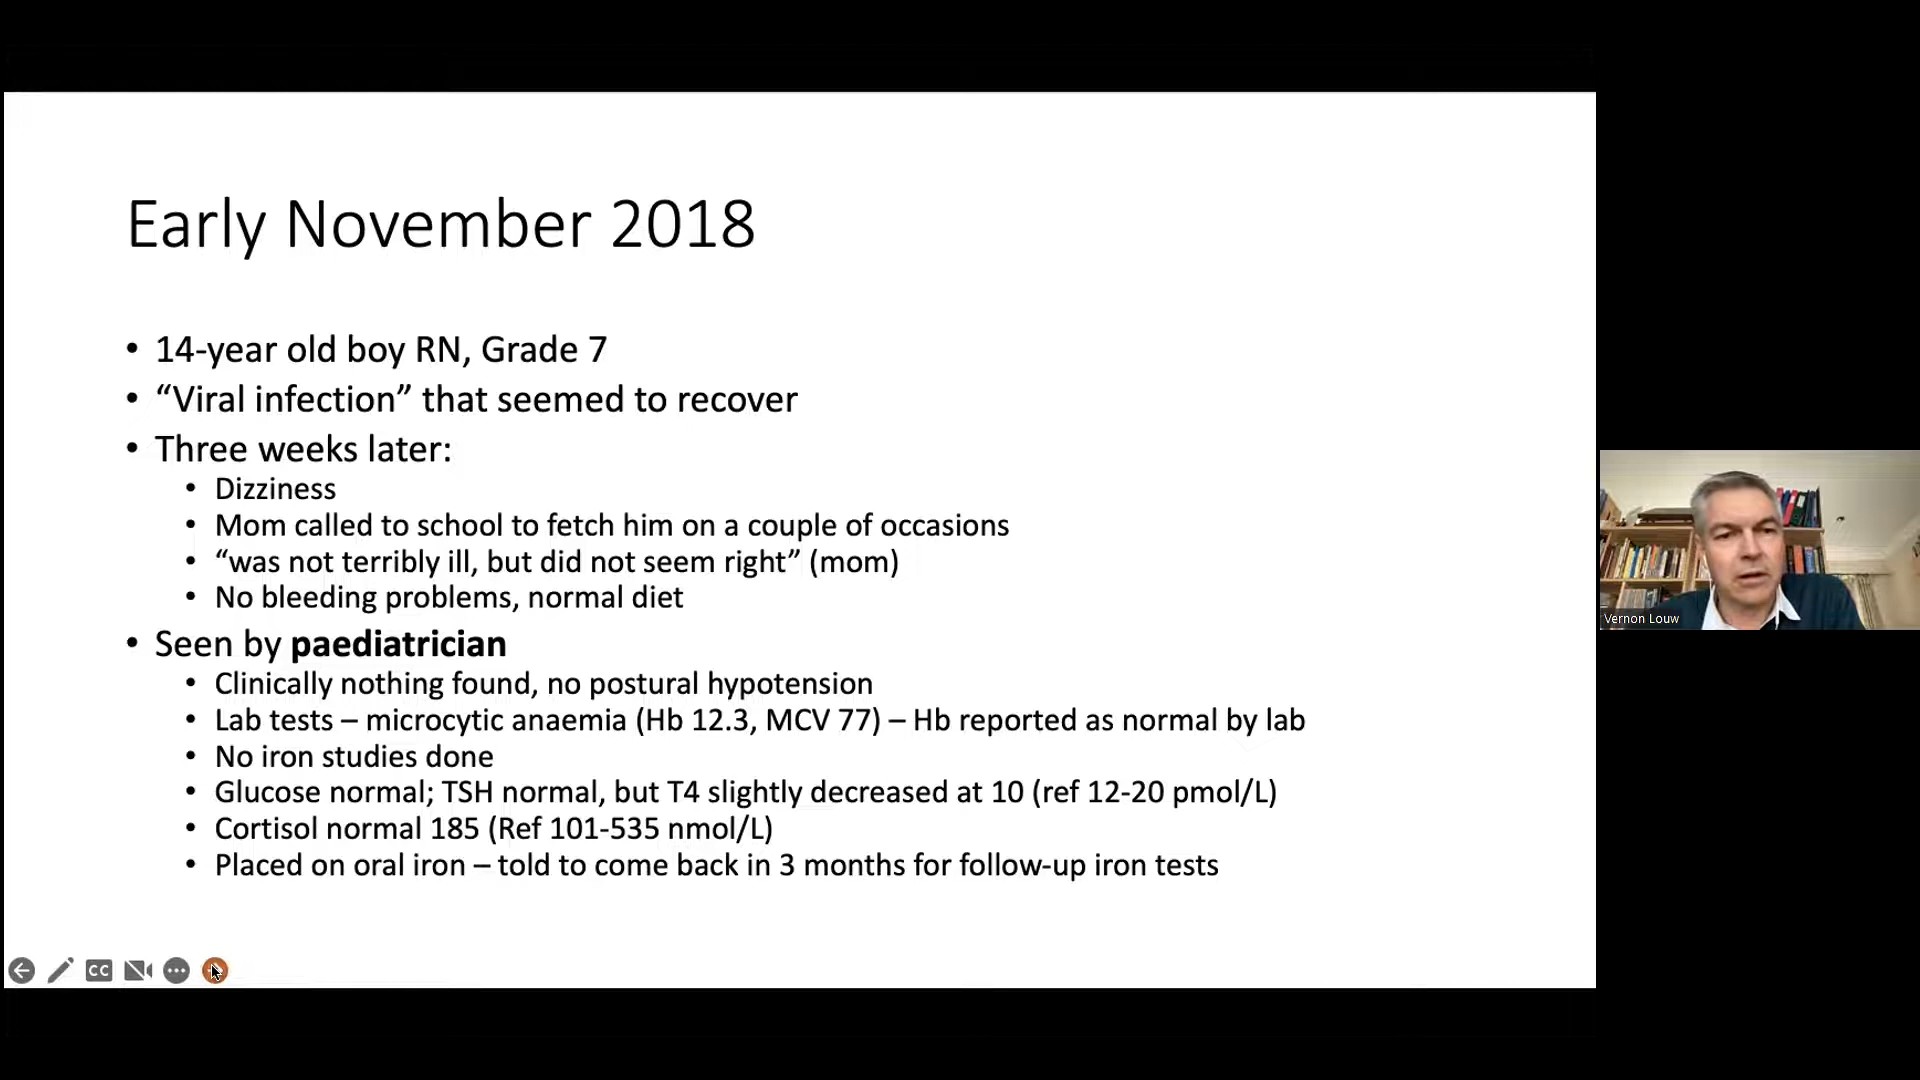 Early November 2018
• 14-year old boy RN, Grade 7
• “Viral infection” that seemed to recover
• Three weeks later:
• Dizziness
• Mom called to school to fetch him on a couple of occasions
• “was not terribly ill, but did not seem right” (mom)
• No bleeding problems, normal diet
• Seen by paediatrician
• Clinically nothing found, no postural hypotension
• Lab tests – microcytic anaemia (Hb 12.3, MCV 77) – Hb reported as normal by lab
• No iron studies done
• Glucose normal; TSH normal, but T4 slightly decreased at 10 (ref 12-20 pmol/L)
• Cortisol normal 185 (Ref 101-535 nmol/L)
• Placed on oral iron – told to come back in 3 months for follow-up iron tests
CC
Vernon Louw